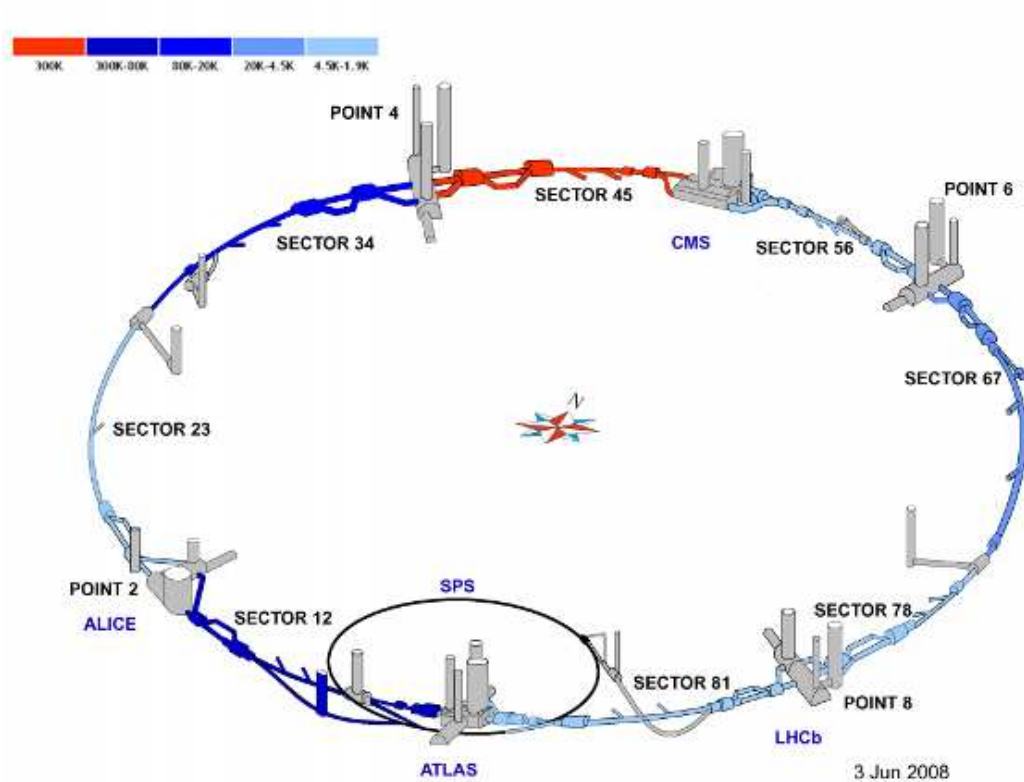 300K 300K-80K 80K-20K 20K-4.5K 4.5K-1.9K
POINT 4
SECTOR 45
POINT 6
SECTOR 34
CMS
SECTOR 56
SECTOR 67
N
SECTOR 23
POINT 2
SPS
ALICE
SECTOR 12
SECTOR 78
SECTOR 81
POINT 8
LHCb
ATLAS
3 Jun 2008